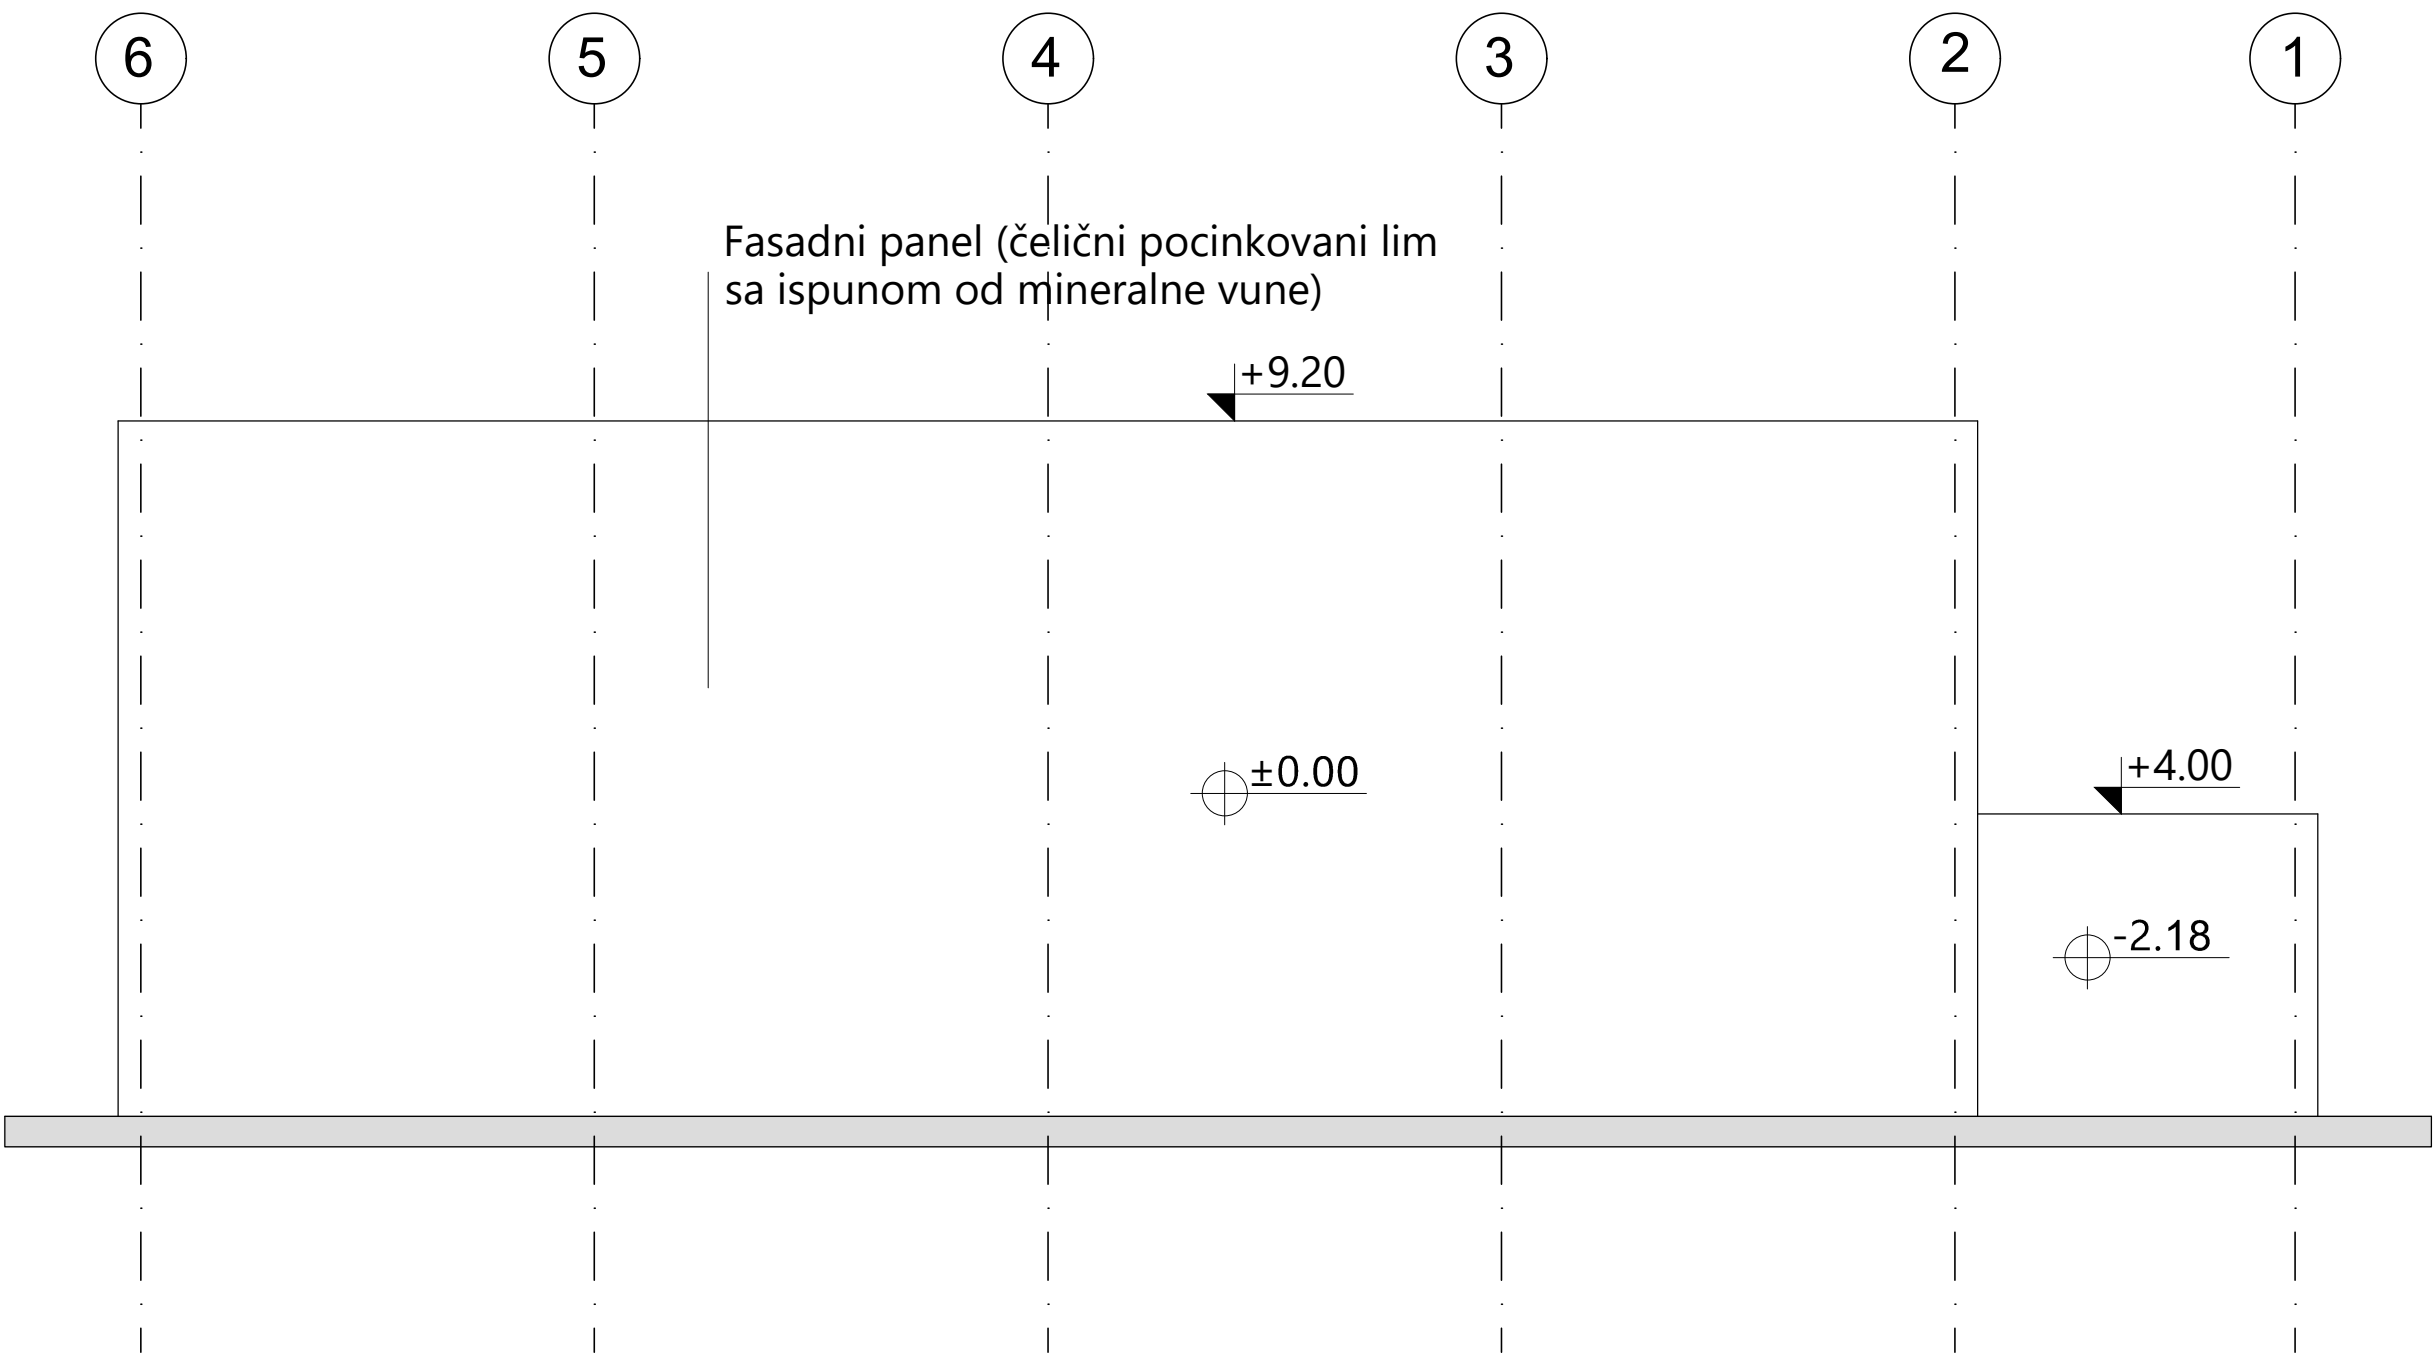 6 5 4 3 2 1
Fasadni panel (čelični pocinkovani lim
sa ispunom od mineralne vune)
+9.20
±0.00
+4.00
-2.18